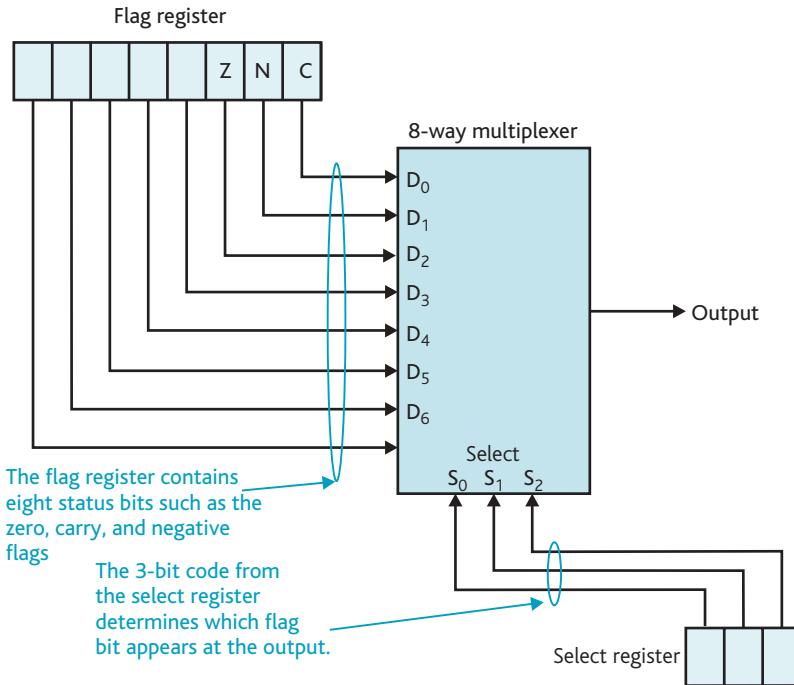 Flag register
Z N C
8-way multiplexer
D0
D1
D2
D3
D4
D5
D6
Output
Select
S0 S1 S2
The flag register contains
eight status bits such as the
zero, carry, and negative
flags
The 3-bit code from
the select register
determines which flag
bit appears at the output.
Select register